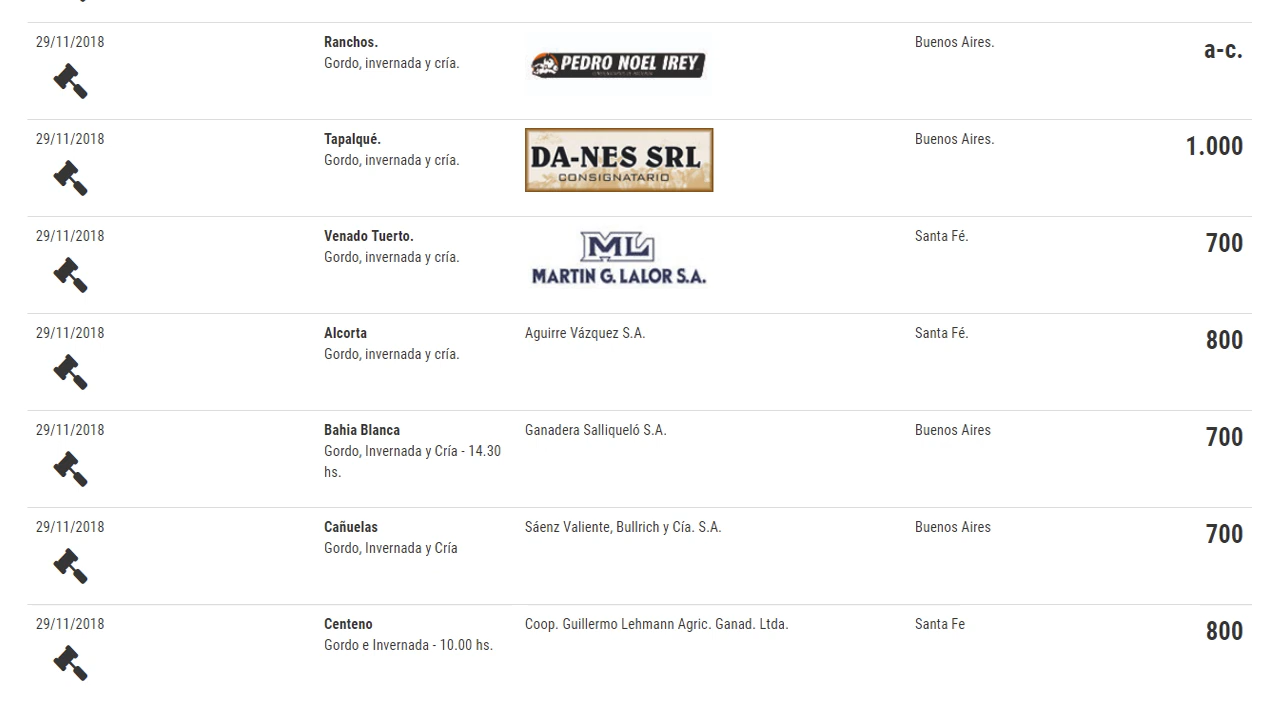 29/11/2018
Ranchos.
Gordo, invernada y cría.
PEDRO NOEL IREY
Buenos Aires.
a-c.
29/11/2018
Tapalqué.
Gordo, invernada y cría.
DA-NES SRL
CONSIGNATARIO
Buenos Aires.
1.000
29/11/2018
Venado Tuerto.
Gordo, invernada y cría.
ML
MARTIN G. LALOR S.A.
Santa Fé.
700
29/11/2018
Alcorta
Gordo, invernada y cría.
Aguirre Vázquez S.A.
Santa Fé.
800
29/11/2018
Bahia Blanca
Gordo, Invernada y Cría - 14.30
hs.
Ganadera Salliqueló S.A.
Buenos Aires
700
29/11/2018
Cañuelas
Gordo, Invernada y Cría
Sáenz Valiente, Bullrich y Cía. S.A.
Buenos Aires
700
29/11/2018
Centeno
Gordo e Invernada - 10.00 hs.
Coop. Guillermo Lehmann Agric. Ganad. Ltda.
Santa Fe
800